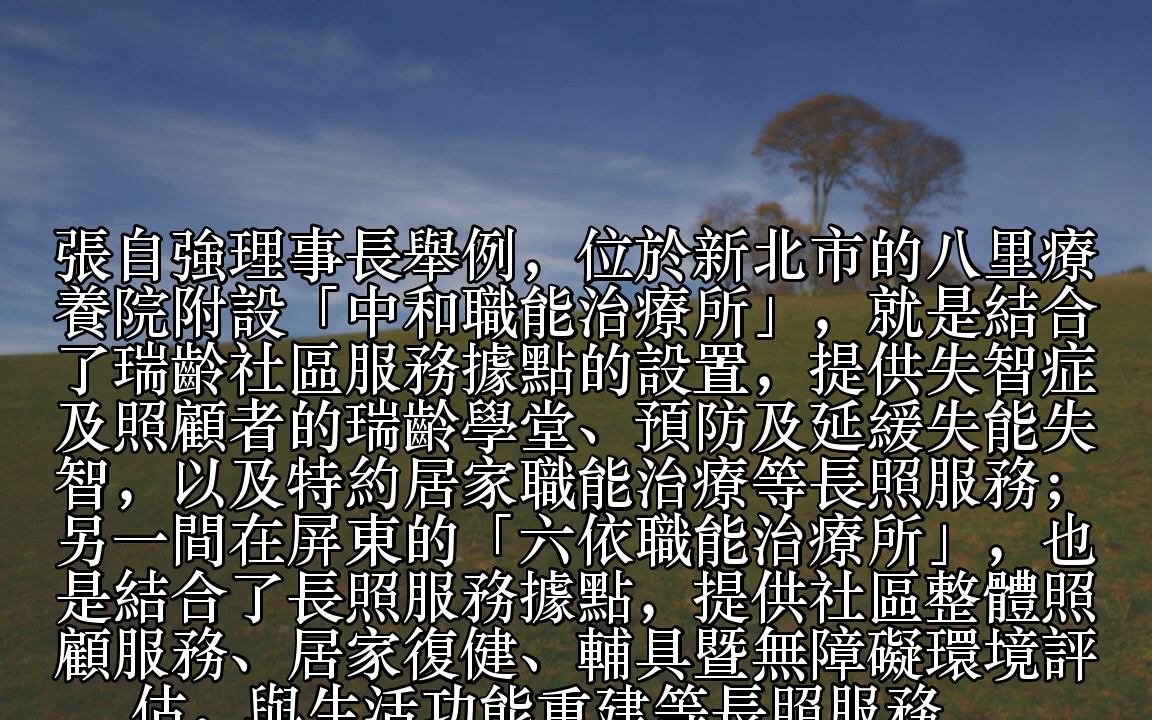 張自強理事長舉例，位於新北市的八里療
養院附設「中和職能治療所」，就是結合
了瑞齡社區服務據點的設置，提供失智症
及照顧者的瑞齡學堂、預防及延緩失能失
智，以及特約居家職能治療等長照服務；
另一間在屏東的「六依職能治療所」，也
是結合了長照服務據點，提供社區整體照
顧服務、居家復健、輔具暨無障礙環境評
估，與生活功能重建等長照服務